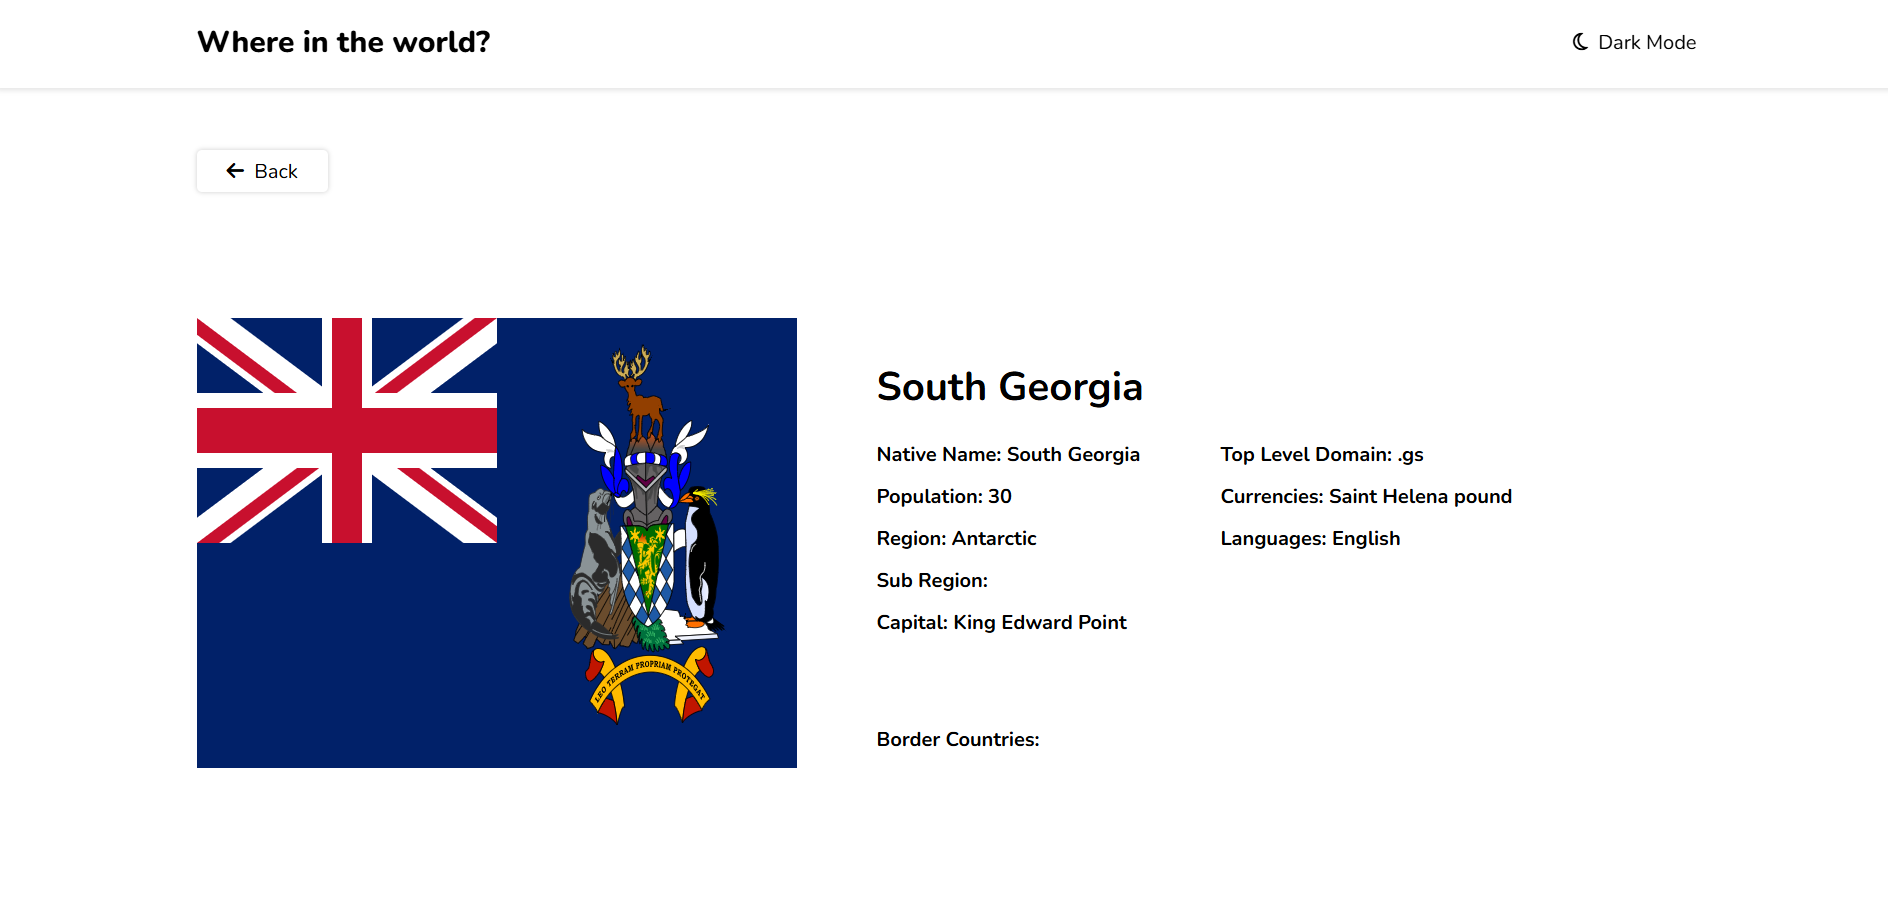 Where in the world?
Dark Mode
Back
South Georgia
Native Name: South Georgia
Population: 30
Region: Antarctic
Sub Region:
Capital: King Edward Point
Top Level Domain: .gs
Currencies: Saint Helena pound
Languages: English
Border Countries:
LEO TERRAM PROPRIAM PROTEGAT